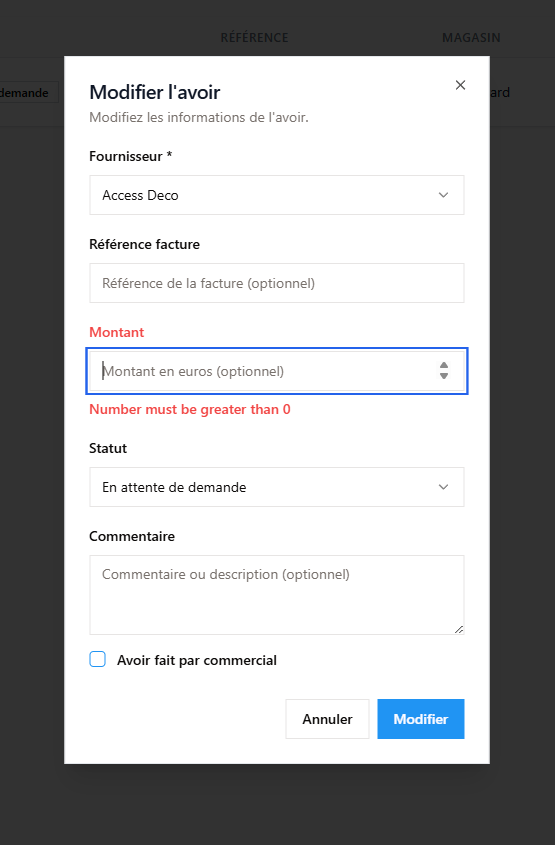 RÉFÉRENCE
MAGASIN
demande
ard
Modifier l'avoir
Modifiez les informations de l'avoir.
Fournisseur *
Access Deco
Référence facture
Référence de la facture (optionnel)
Montant
Montant en euros (optionnel)
Number must be greater than 0
Statut
En attente de demande
Commentaire
Commentaire ou description (optionnel)
Avoir fait par commercial
Annuler
Modifier